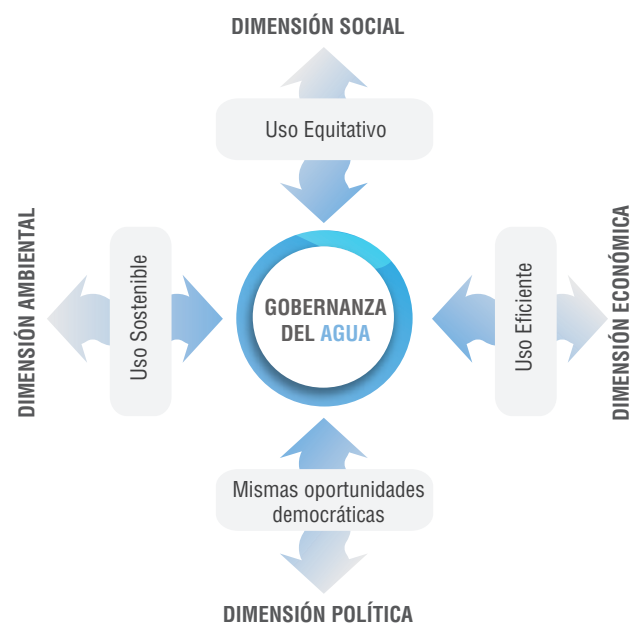 DIMENSIÓN SOCIAL
Uso Equitativo
DIMENSIÓN AMBIENTAL
Uso Sostenible
GOBERNANZA
DEL AGUA
Uso Eficiente
DIMENSIÓN ECONÓMICA
Mismas oportunidades
democráticas
DIMENSIÓN POLÍTICA